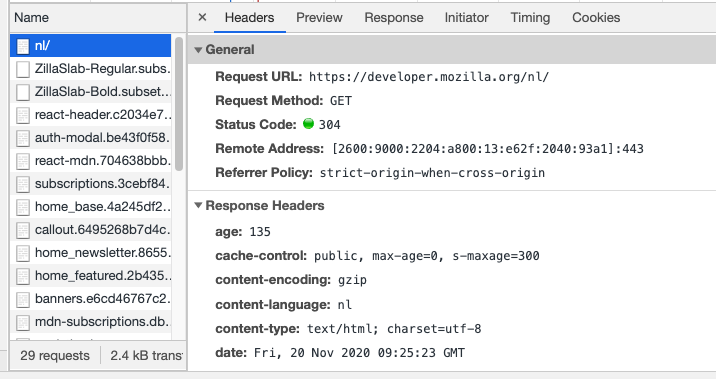 Name
nl/
ZillaSlab-Regular.subs...
ZillaSlab-Bold.subset...
react-header.c2034e7...
auth-modal.be43f0f58...
react-mdn.704638bbb...
subscriptions.3cebf84...
home_base.4a245df2...
callout.6495268b7d4c...
home_newsletter.8655...
home_featured.2b435...
banners.e6cd46767c2...
mdn-subscriptions.db...
29 requests
2.4 kB trans
× Headers Preview Response Initiator Timing Cookies
General
Request URL: https://developer.mozilla.org/nl/
Request Method: GET
Status Code: 304
Remote Address: [2600:9000:2204:a800:13:e62f:2040:93a1]:443
Referrer Policy: strict-origin-when-cross-origin
Response Headers
age: 135
cache-control: public, max-age=0, s-maxage=300
content-encoding: gzip
content-language: nl
content-type: text/html; charset=utf-8
date: Fri, 20 Nov 2020 09:25:23 GMT